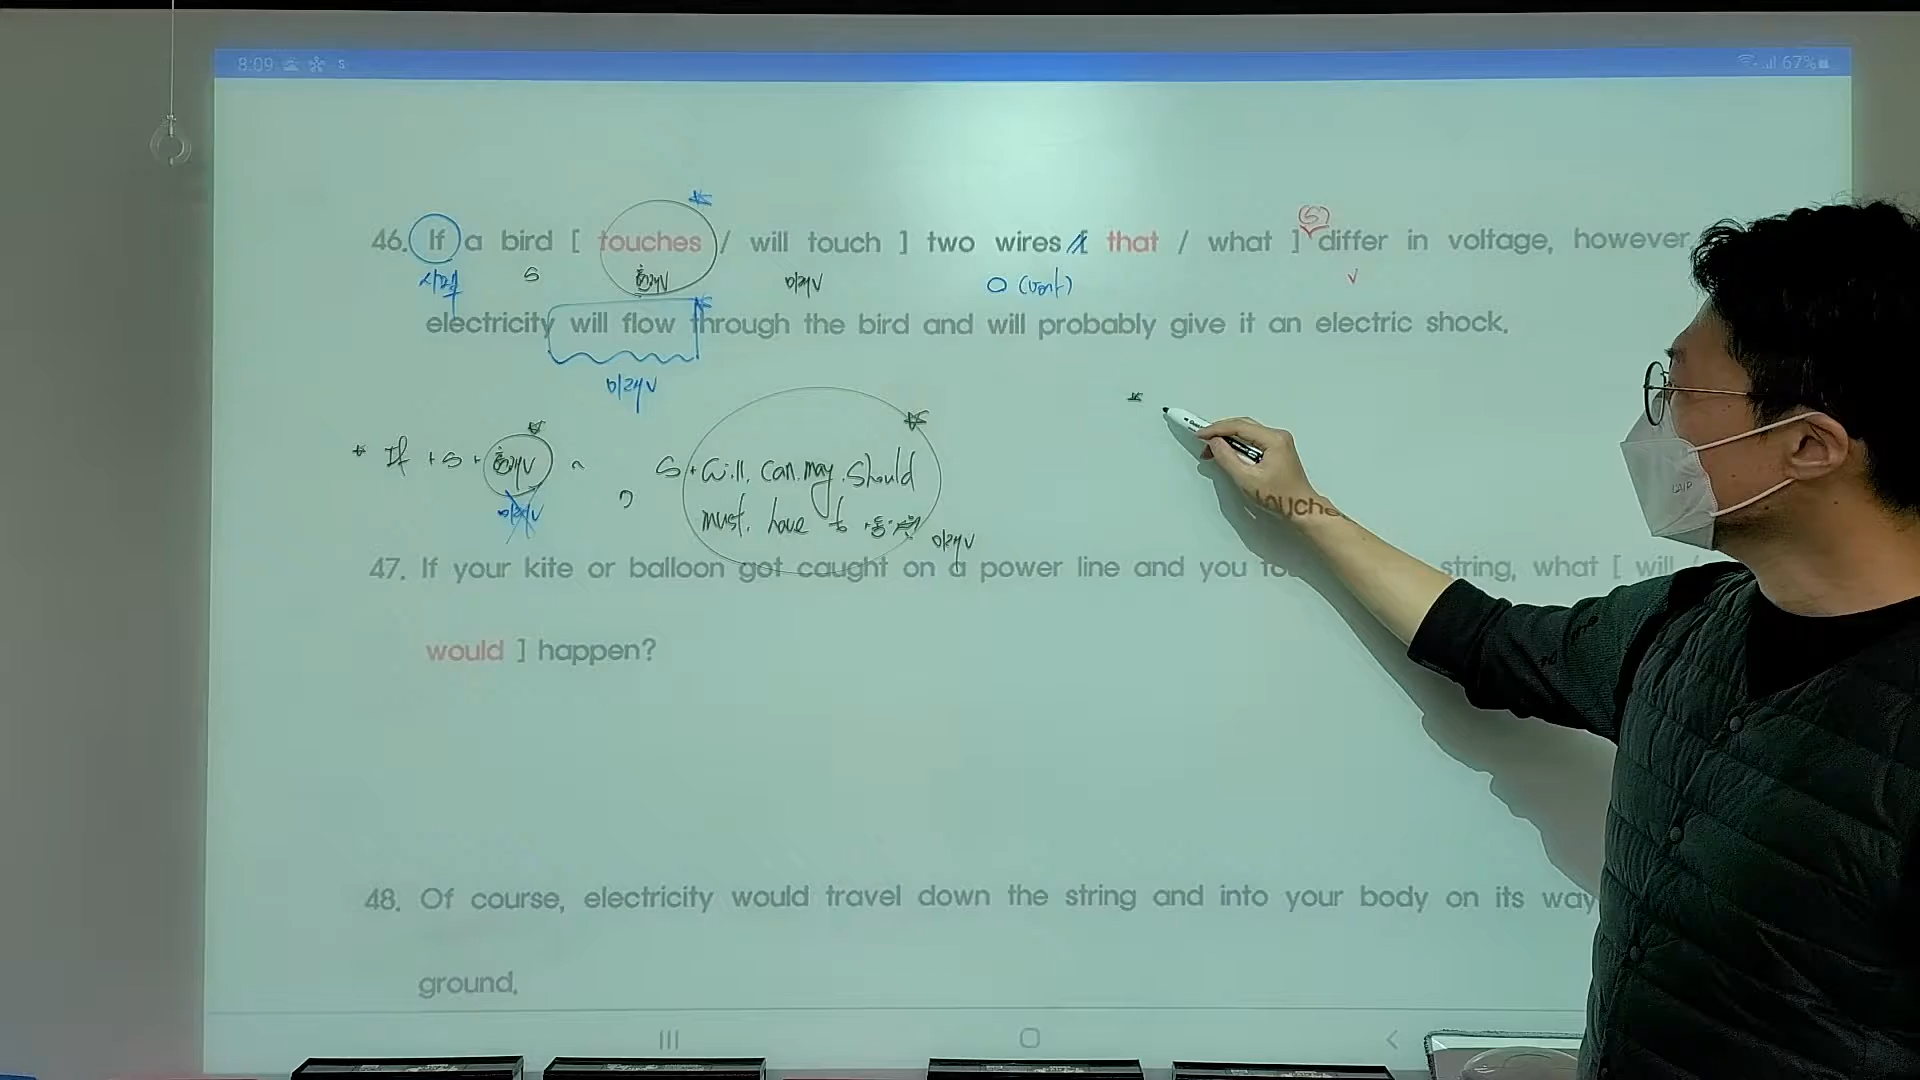 8:09 s 67%
46. If a bird [ touches / will touch ] two wires [ that / what ] differ in voltage, however,
시작부 S 현재V 미래V O (선행) V
electricity will flow through the bird and will probably give it an electric shock.
미래V
* If + S + 현재V ~ , S + will. can. may. should
미래V must. have to +동·원 미래V
47. If your kite or balloon got caught on a power line and you string, what [ will /
would ] happen?
48. Of course, electricity would travel down the string and into your body on its way
ground.